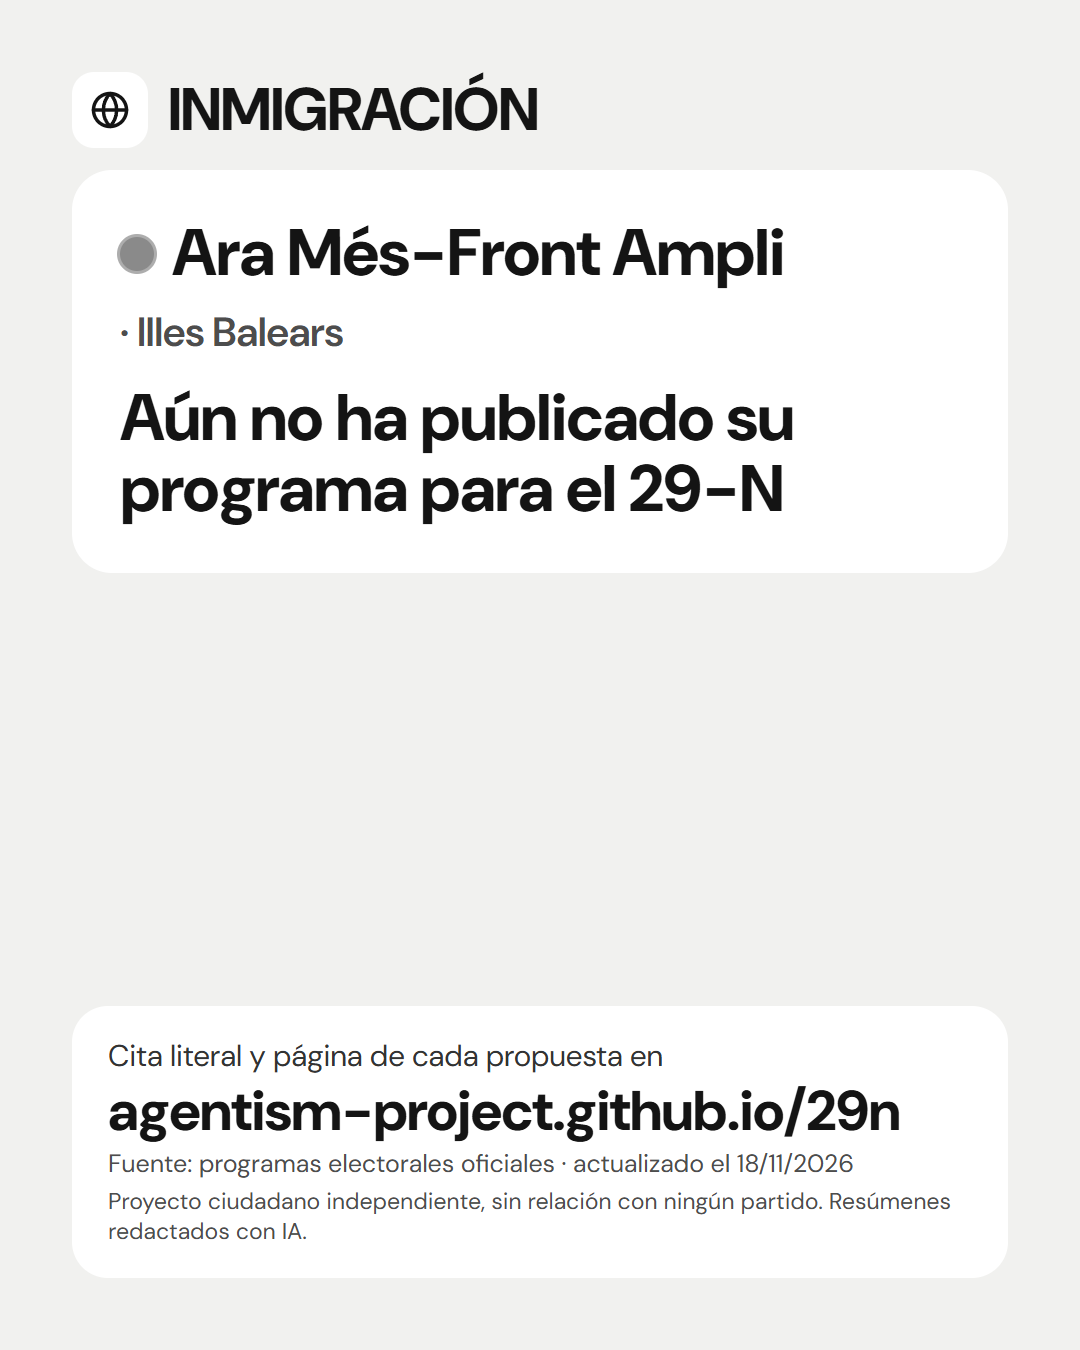 INMIGRACIÓN
Ara Més-Front Ampli
· Illes Balears
Aún no ha publicado su
programa para el 29-N
Cita literal y página de cada propuesta en
agentism-project.github.io/29n
Fuente: programas electorales oficiales · actualizado el 18/11/2026
Proyecto ciudadano independiente, sin relación con ningún partido. Resúmenes
redactados con IA.